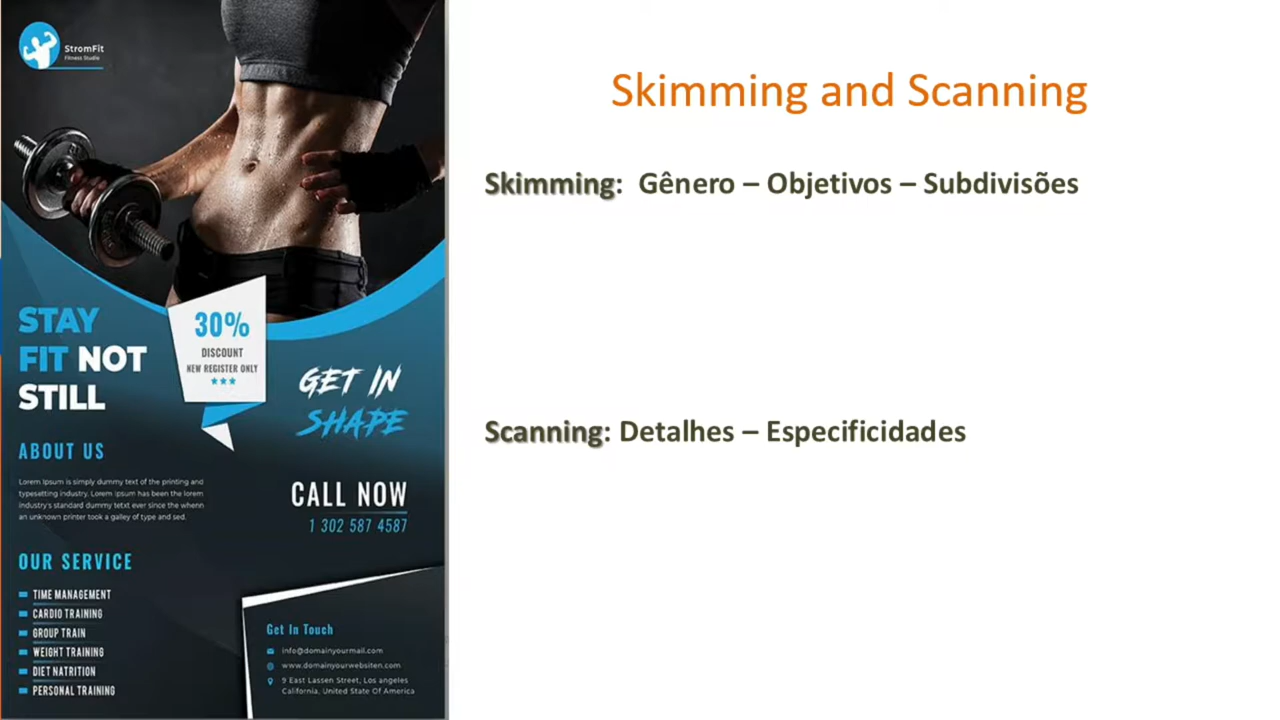 StromFit
Fitness Studio
STAY
FIT NOT
STILL
30%
DISCOUNT
NEW REGISTER ONLY
GET IN
SHAPE
ABOUT US
Lorem Ipsum is simply dummy text of the printing and
typesetting industry. Lorem Ipsum has been the lorem
industry's standard dummy tetxt ever since the whenn
an unknown printer took a galley of type and sed.
CALL NOW
1 302 587 4587
OUR SERVICE
TIME MANAGEMENT
CARDIO TRAINING
GROUP TRAIN
WEIGHT TRAINING
DIET NATRITION
PERSONAL TRAINING
Get In Touch
info@domainyourmail.com
www.domainyourwebsiten.com
9 East Lassen Street, Los angeles
California, United State Of America
Skimming and Scanning
Skimming: Gênero – Objetivos – Subdivisões
Scanning: Detalhes – Especificidades